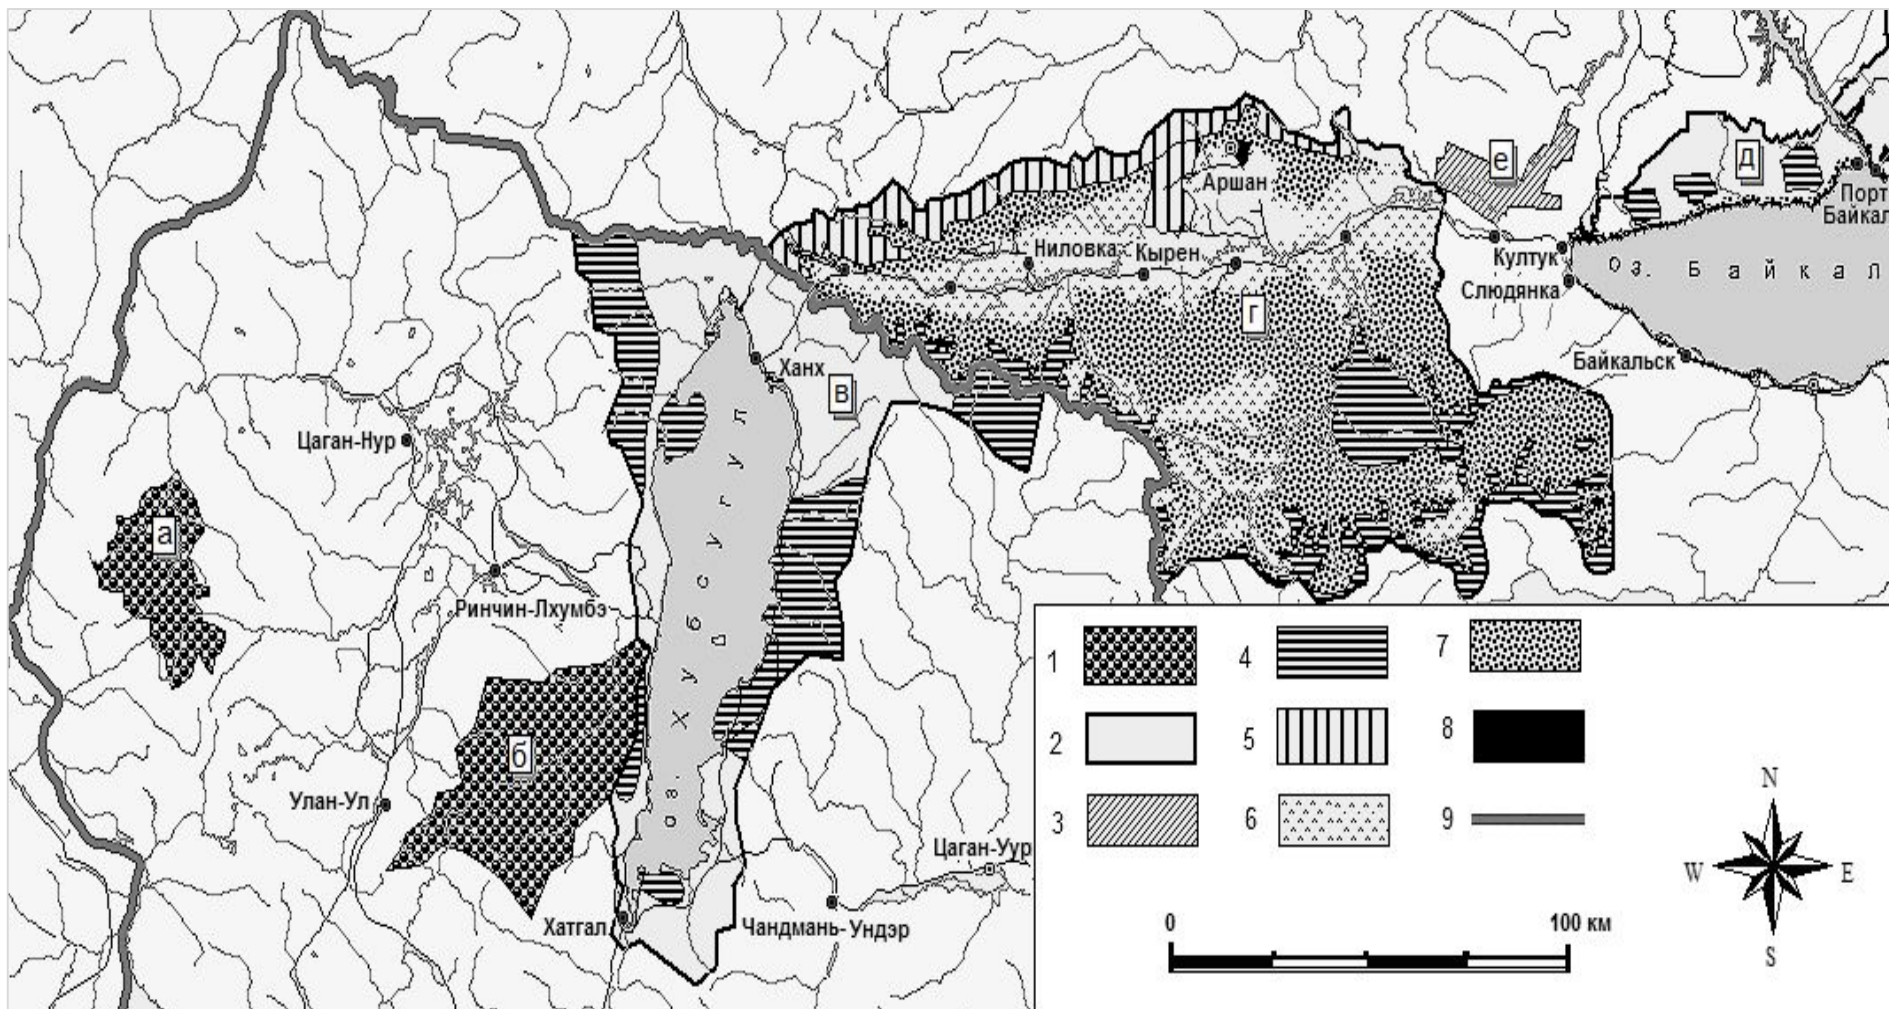 е
д
Аршан
Порт
Байкал
Ниловка
Кырен
Култук
оз. Байкал
Слюдянка
г
Байкальск
Ханх
в
Цаган-Нур
а
оз. Хубсугул
Ринчин-Лхумбэ
б
Улан-Ул
Цаган-Уур
Хатгал
Чандмань-Ундэр
1
4
7
2
5
8
3
6
9
N
W
E
S
0
100 км